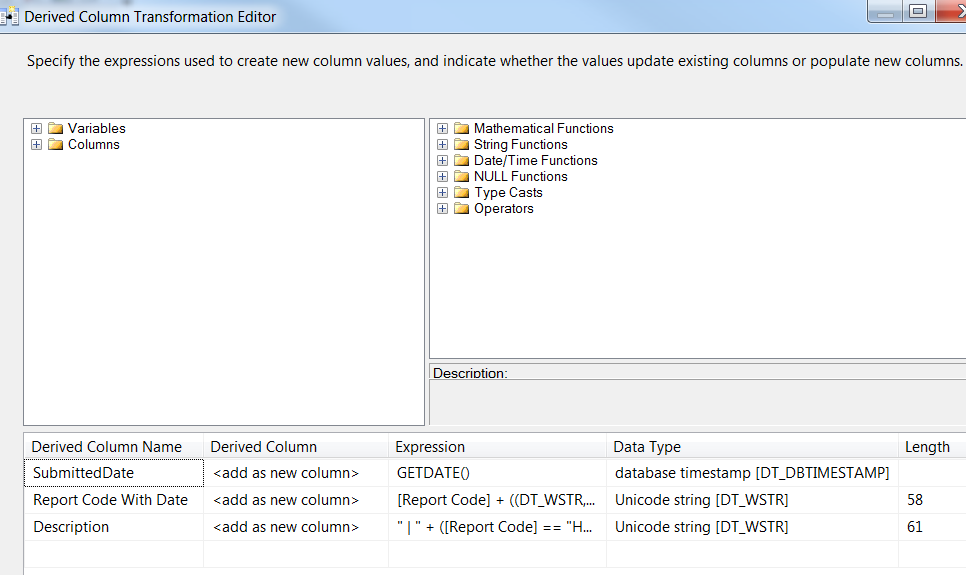 Derived Column Transformation Editor
Specify the expressions used to create new column values, and indicate whether the values update existing columns or populate new columns.
Variables
Columns
Mathematical Functions
String Functions
Date/Time Functions
NULL Functions
Type Casts
Operators
Description:
Derived Column Name Derived Column Expression Data Type Length
SubmittedDate <add as new column> GETDATE() database timestamp [DT_DBTIMESTAMP]
Report Code With Date <add as new column> [Report Code] + ((DT_WSTR,... Unicode string [DT_WSTR] 58
Description <add as new column> " | " + ([Report Code] == "H... Unicode string [DT_WSTR] 61